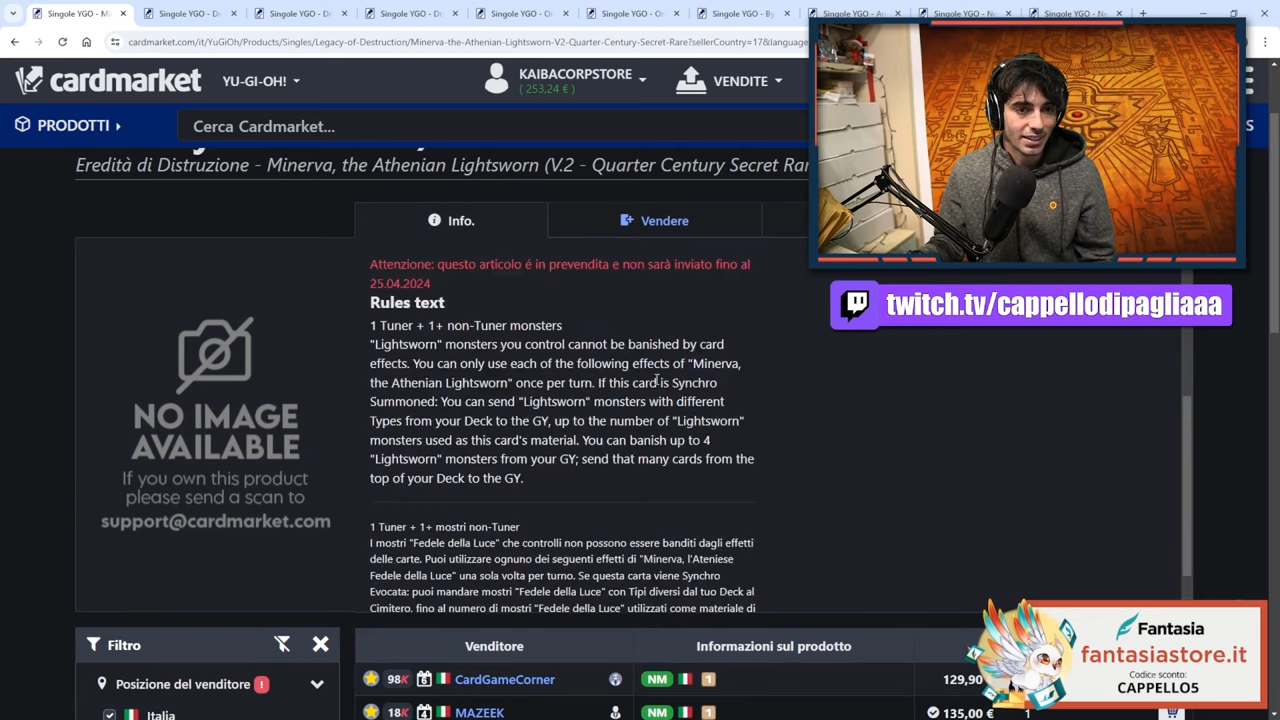 Singole YGO - M
Singole YGO -
Singole YGO -
Singole YGO - D
Singole YGO -
Singole YGO -
Singole YGO - B
Singole YGO - A
Singole YGO - N
Singole YGO - N
cardmarket.com/it/YuGiOh/Products/Singles/Legacy-of-Destruction/Minerva-the-Athenian-Lightsworn-V2-Quarter-Century-Secret-Rare?sellerCountry=17&language
cardmarket
YU-GI-OH!
KAIBACORPSTORE
VENDITE
PRODOTTI
Cerca Cardmarket...
S
Eredità di Distruzione - Minerva, the Athenian Lightsworn (V.2 - Quarter Century Secret Rar
Info.
Vendere
Attenzione: questo articolo è in prevendita e non sarà inviato fino al
25.04.2024
Rules text
1 Tuner + 1+ non-Tuner monsters
"Lightsworn" monsters you control cannot be banished by card
effects. You can only use each of the following effects of "Minerva,
the Athenian Lightsworn" once per turn. If this card is Synchro
Summoned: You can send "Lightsworn" monsters with different
Types from your Deck to the GY, up to the number of "Lightsworn"
monsters used as this card's material. You can banish up to 4
"Lightsworn" monsters from your GY; send that many cards from the
top of your Deck to the GY.
1 Tuner + 1+ mostri non-Tuner
I mostri "Fedele della Luce" che controlli non possono essere banditi dagli effetti
delle carte. Puoi utilizzare ognuno dei seguenti effetti di "Minerva, l'Ateniese
Fedele della Luce" una sola volta per turno. Se questa carta viene Synchro
Evocata: puoi mandare mostri "Fedele della Luce" con Tipi diversi dal tuo Deck al
Cimitero, fino al numero di mostri "Fedele della Luce" utilizzati come materiale di
NO IMAGE
AVAILABLE
If you own this product
please send a scan to
support@cardmarket.com
twitch.tv/cappellodipagliaaa
Filtro
Posizione del venditore
Italia
Venditore
Informazioni sul prodotto
98K CardGameCorner NM 1 129,90
18K MAZEEK NM 1 135,00 € 1
Fantasia
fantasiastore.it
Codice sconto:
CAPPELLO5